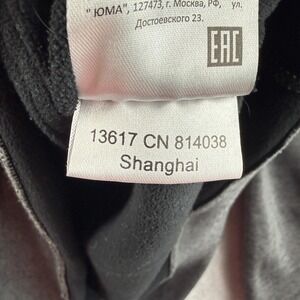 " ЮМА", 127473, г. Москва, РФ, ул.
Достоевского 23.
EAC
13617 CN 814038
Shanghai